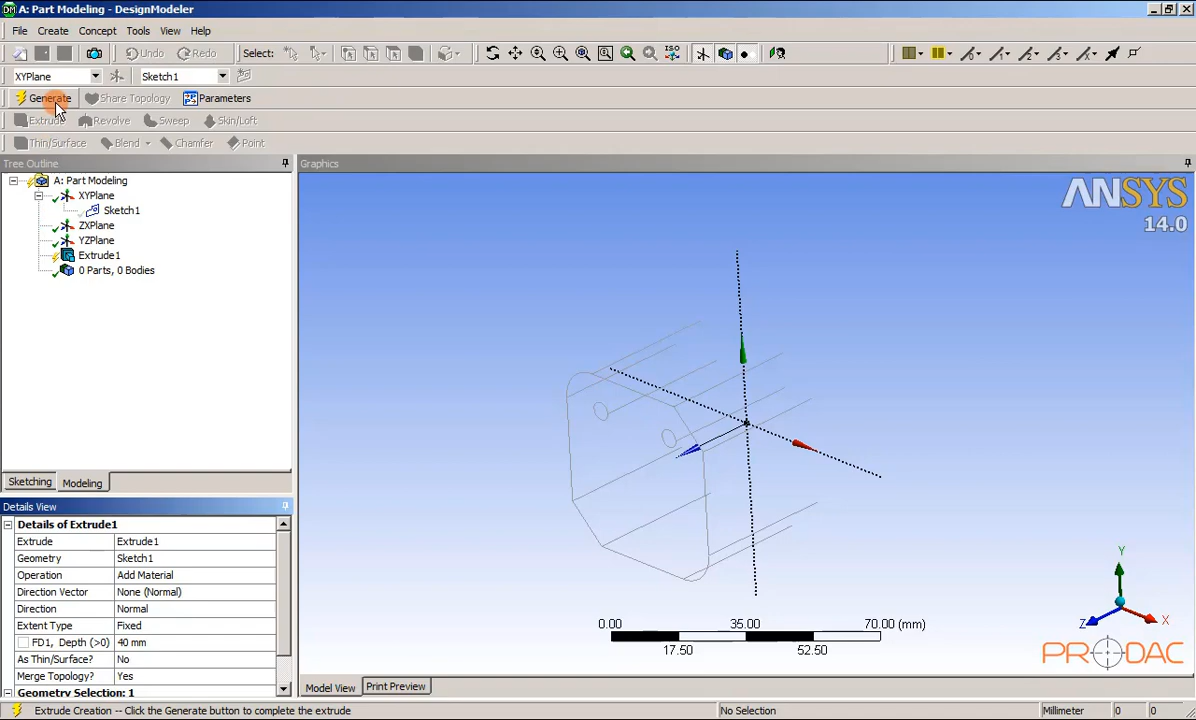 A: Part Modeling - DesignModeler
File Create Concept Tools View Help
Undo Redo Select: ISO
XYPlane Sketch1
Generate Share Topology Parameters
Extrude Revolve Sweep Skin/Loft
Thin/Surface Blend Chamfer Point
Tree Outline
A: Part Modeling
XYPlane
Sketch1
ZXPlane
YZPlane
Extrude1
0 Parts, 0 Bodies
Sketching Modeling
Details View
Details of Extrude1
Extrude Extrude1
Geometry Sketch1
Operation Add Material
Direction Vector None (Normal)
Direction Normal
Extent Type Fixed
FD1, Depth (>0) 40 mm
As Thin/Surface? No
Merge Topology? Yes
Geometry Selection: 1
Graphics
ANSYS
14.0
0.00 35.00 70.00 (mm)
17.50 52.50
Y
Z X
PRODAC
Model View Print Preview
Extrude Creation -- Click the Generate button to complete the extrude No Selection Millimeter 0 0